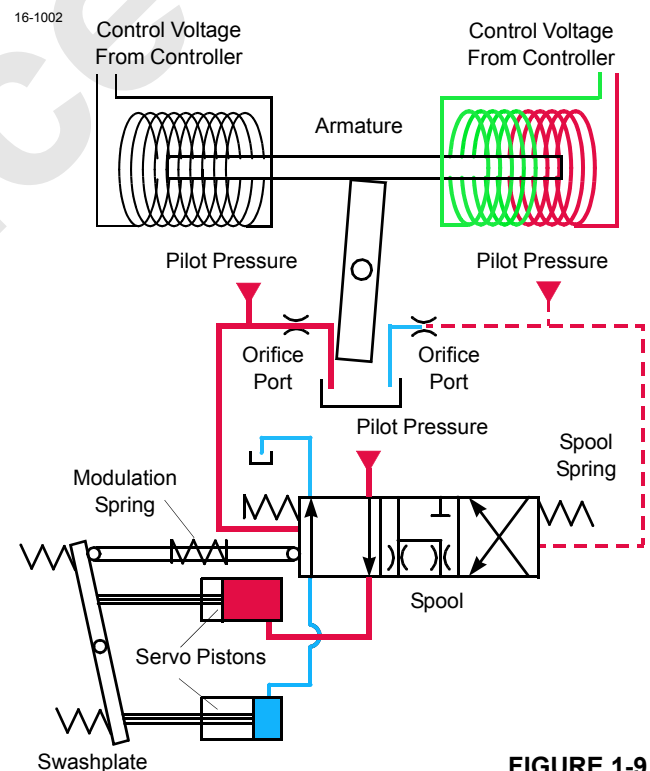 16-1002
Control Voltage
From Controller
Control Voltage
From Controller
Armature
Pilot Pressure
Pilot Pressure
Orifice
Port
Orifice
Port
Pilot Pressure
Spool
Spring
Modulation
Spring
Spool
Servo Pistons
Swashplate
FIGURE 1-9